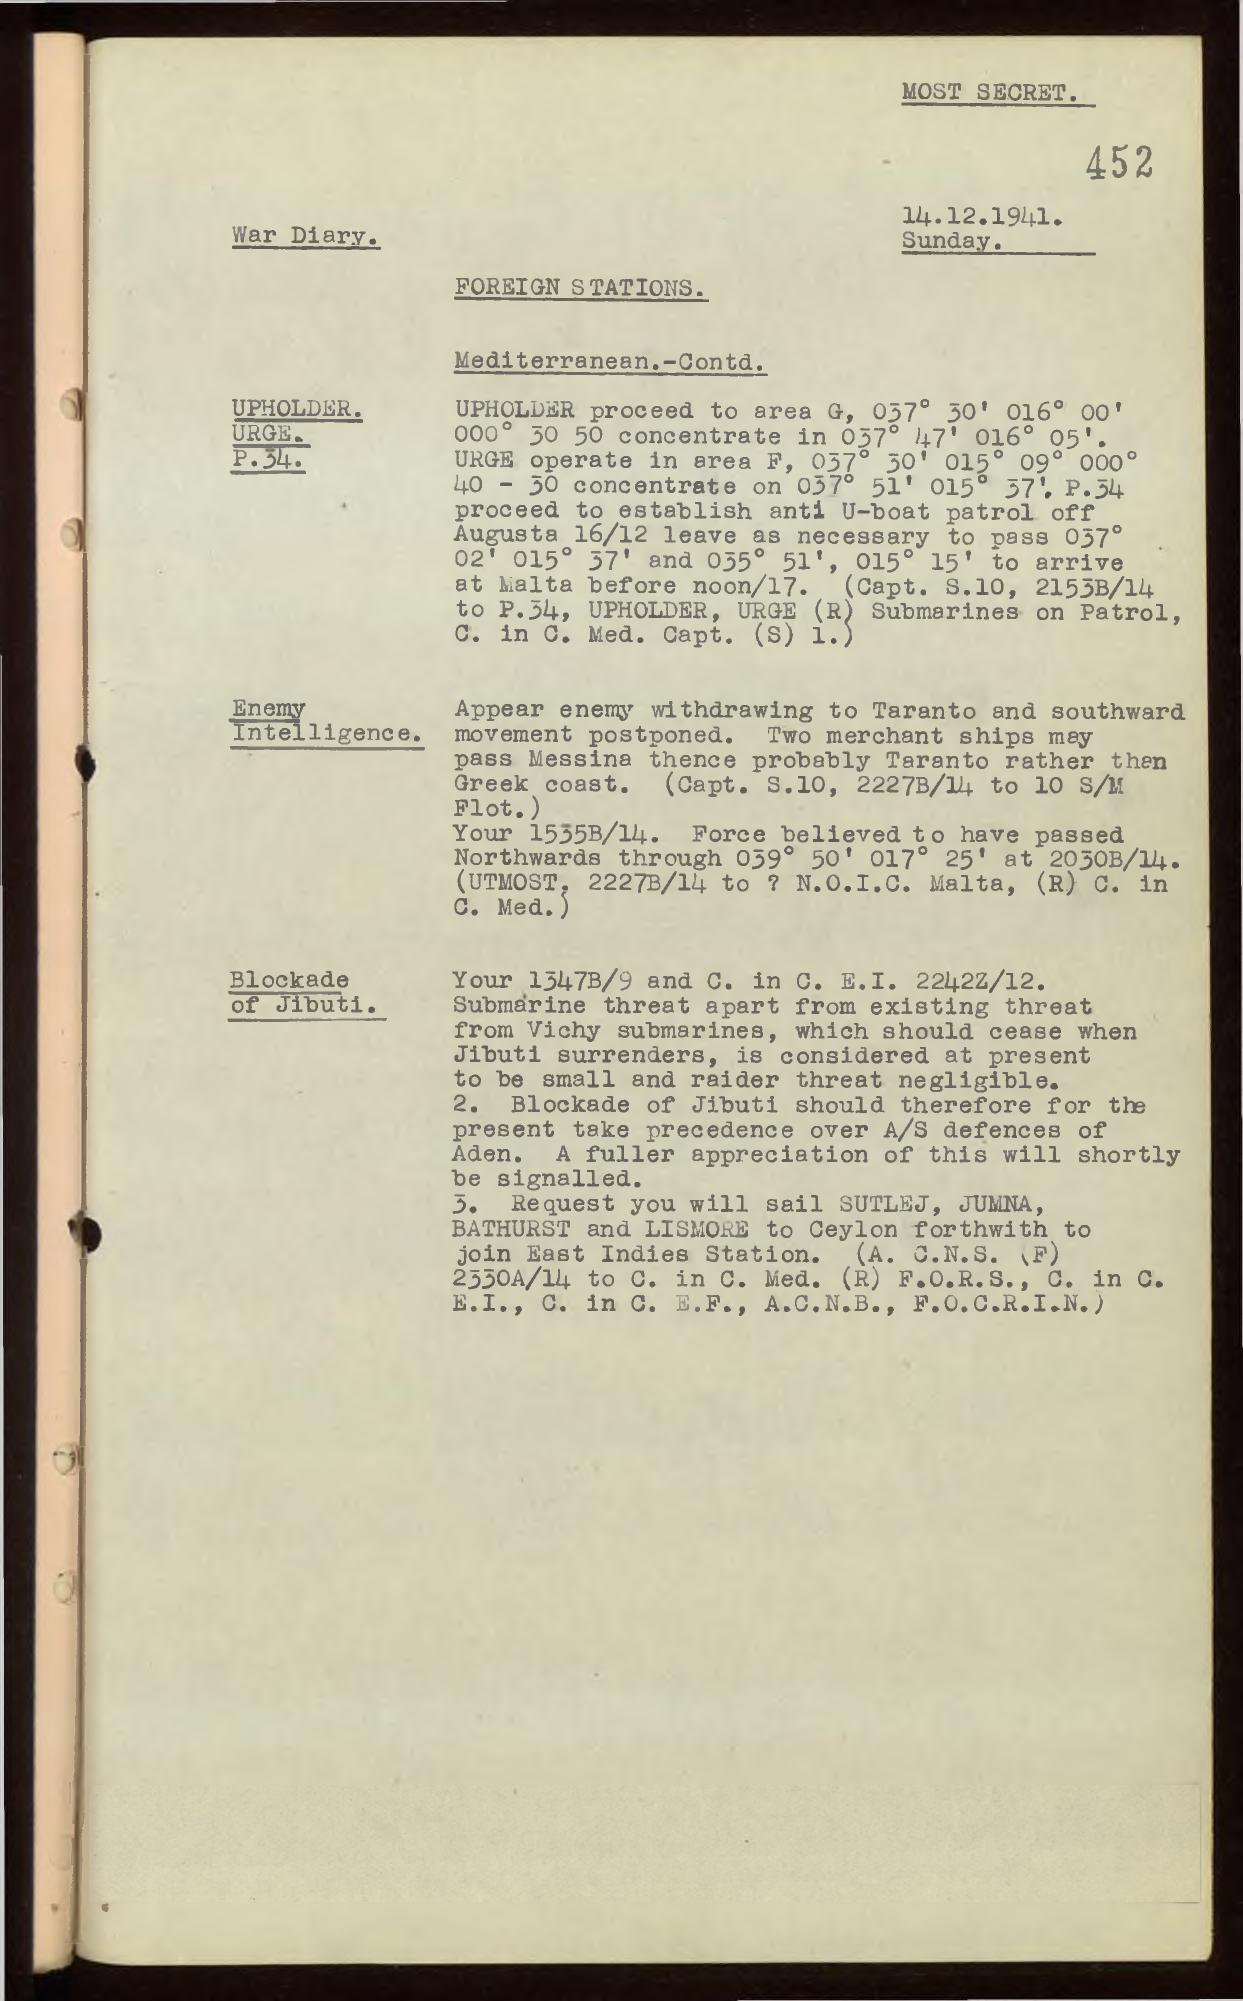 MOST SECRET.
452
14.12.1941.
Sunday.
War Diary.
FOREIGN STATIONS.
Mediterranean.-Contd.
UPHOLDER.
URGE.
P.34.
UPHOLDER proceed to area G, 037° 30' 016° 00'
000° 30 50 concentrate in 037° 47' 016° 05'.
URGE operate in area F, 037° 30' 015° 09° 000°
40 - 30 concentrate on 037° 51' 015° 37'. P.34
proceed to establish anti U-boat patrol off
Augusta 16/12 leave as necessary to pass 037°
02' 015° 37' and 035° 51', 015° 15' to arrive
at Malta before noon/17. (Capt. S.10, 2153B/14
to P.34, UPHOLDER, URGE (R) Submarines on Patrol,
C. in C. Med. Capt. (S) 1.)
Enemy
Intelligence.
Appear enemy withdrawing to Taranto and southward
movement postponed. Two merchant ships may
pass Messina thence probably Taranto rather then
Greek coast. (Capt. S.10, 2227B/14 to 10 S/M
Flot.)
Your 1535B/14. Force believed to have passed
Northwards through 039° 50' 017° 25' at 2030B/14.
(UTMOST, 2227B/14 to ? N.O.I.C. Malta, (R) C. in
C. Med.)
Blockade
of Jibuti.
Your 1347B/9 and C. in C. E.I. 2242Z/12.
Submarine threat apart from existing threat
from Vichy submarines, which should cease when
Jibuti surrenders, is considered at present
to be small and raider threat negligible.
2. Blockade of Jibuti should therefore for the
present take precedence over A/S defences of
Aden. A fuller appreciation of this will shortly
be signalled.
3. Request you will sail SUTLEJ, JUMNA,
BATHURST and LISMORE to Ceylon forthwith to
join East Indies Station. (A. C.N.S. (F)
2330A/14 to C. in C. Med. (R) F.O.R.S., C. in C.
E.I., C. in C. E.F., A.C.N.B., F.O.C.R.I.N.)